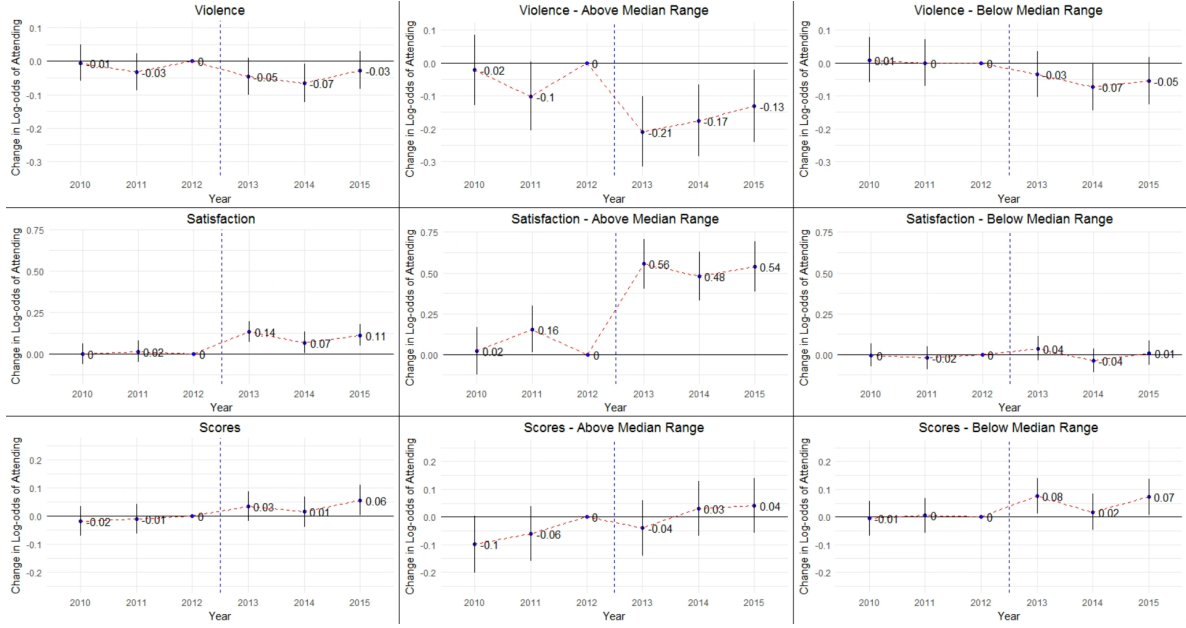 Violence
Change in Log-odds of Attending
0.1
0.0
-0.1
-0.2
-0.3
-0.01
-0.03
0
-0.05
-0.07
-0.03
2010 2011 2012 2013 2014 2015
Year
Violence - Above Median Range
Change in Log-odds of Attending
0.1
0.0
-0.1
-0.2
-0.3
-0.02
-0.1
0
-0.21
-0.17
-0.13
2010 2011 2012 2013 2014 2015
Year
Violence - Below Median Range
Change in Log-odds of Attending
0.1
0.0
-0.1
-0.2
-0.3
0.01
0
0
-0.03
-0.07
-0.05
2010 2011 2012 2013 2014 2015
Year
Satisfaction
Change in Log-odds of Attending
0.75
0.50
0.25
0.00
0
0.02
0
0.14
0.07
0.11
2010 2011 2012 2013 2014 2015
Year
Satisfaction - Above Median Range
Change in Log-odds of Attending
0.75
0.50
0.25
0.00
0.02
0.16
0
0.56
0.48
0.54
2010 2011 2012 2013 2014 2015
Year
Satisfaction - Below Median Range
Change in Log-odds of Attending
0.75
0.50
0.25
0.00
0
-0.02
0
0.04
-0.04
0.01
2010 2011 2012 2013 2014 2015
Year
Scores
Change in Log-odds of Attending
0.2
0.1
0.0
-0.1
-0.2
-0.02
-0.01
0
0.03
0.01
0.06
2010 2011 2012 2013 2014 2015
Year
Scores - Above Median Range
Change in Log-odds of Attending
0.2
0.1
0.0
-0.1
-0.2
-0.1
-0.06
0
-0.04
0.03
0.04
2010 2011 2012 2013 2014 2015
Year
Scores - Below Median Range
Change in Log-odds of Attending
0.2
0.1
0.0
-0.1
-0.2
-0.01
0
0
0.08
0.02
0.07
2010 2011 2012 2013 2014 2015
Year